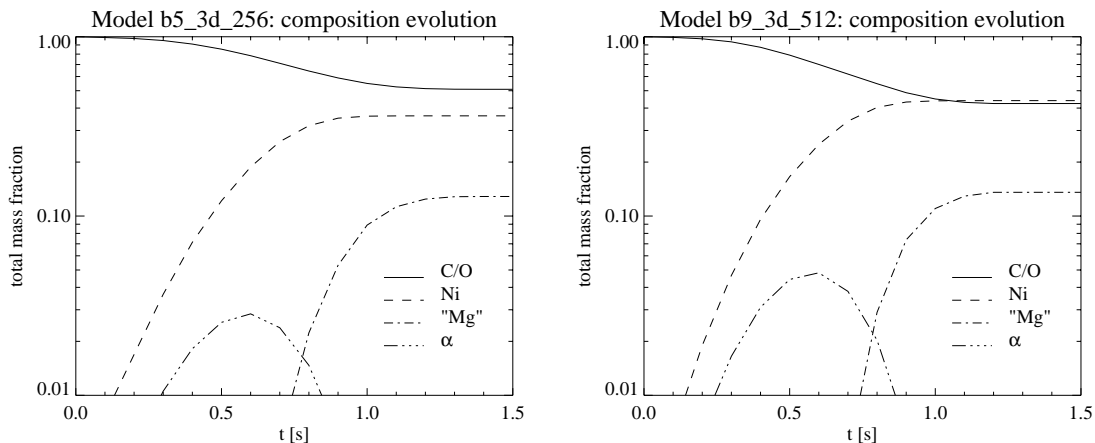 Model b5_3d_256: composition evolution
1.00
0.10
0.01
total mass fraction
C/O
Ni
"Mg"
α
0.0 0.5 1.0 1.5
t [s]
Model b9_3d_512: composition evolution
1.00
0.10
0.01
total mass fraction
C/O
Ni
"Mg"
α
0.0 0.5 1.0 1.5
t [s]